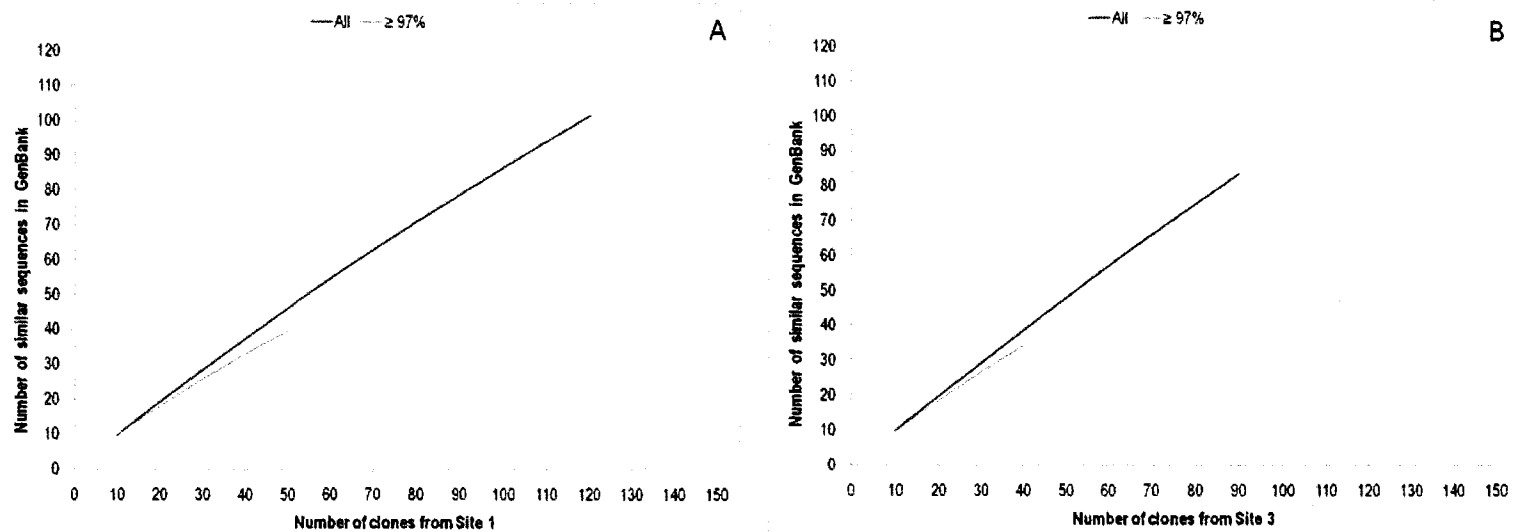 All ≥ 97%
A
120
110
100
90
80
70
60
50
40
30
20
10
0
Number of similar sequences in GenBank
0 10 20 30 40 50 60 70 80 90 100 110 120 130 140 150
Number of clones from Site 1
All ≥ 97%
B
120
110
100
90
80
70
60
50
40
30
20
10
0
Number of similar sequences in GenBank
0 10 20 30 40 50 60 70 80 90 100 110 120 130 140 150
Number of clones from Site 3